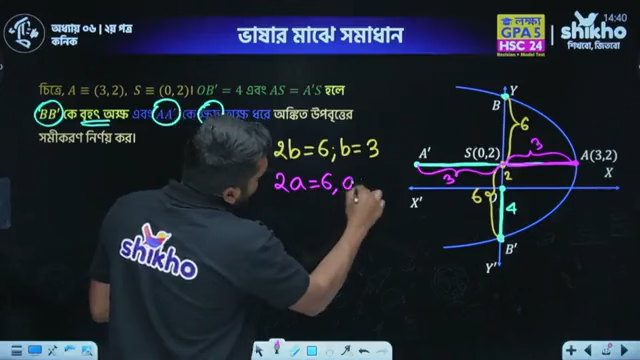 অধ্যায় ০৬ | ২য় পত্র
কনিক
ভাষার মাঝে সমাধান
লক্ষ্য
GPA 5
HSC 24
Revision + Model Test
14:40
shikho
শিখবো, জিতবো.
চিত্রে, A ≡ (3, 2), S ≡ (0, 2) OB′ = 4 এবং AS = A′S হলে
BB′ কে বৃহৎ অক্ষ এবং AA′ কে ক্ষুদ্র অক্ষ ধরে অঙ্কিত উপবৃত্তের
সমীকরণ নির্ণয় কর।
2b = 6; b = 3
2a = 6, a
Y
B
6
3
A′
S(0, 2)
A(3, 2)
3
2
X
X′
6
4
B′
Y′
shikho